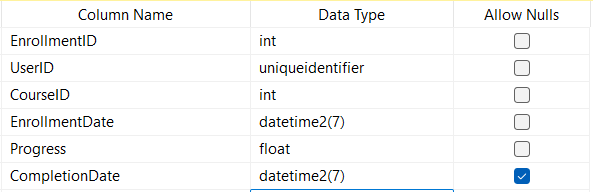 Column Name Data Type Allow Nulls
EnrollmentID int
UserID uniqueidentifier
CourseID int
EnrollmentDate datetime2(7)
Progress float
CompletionDate datetime2(7)